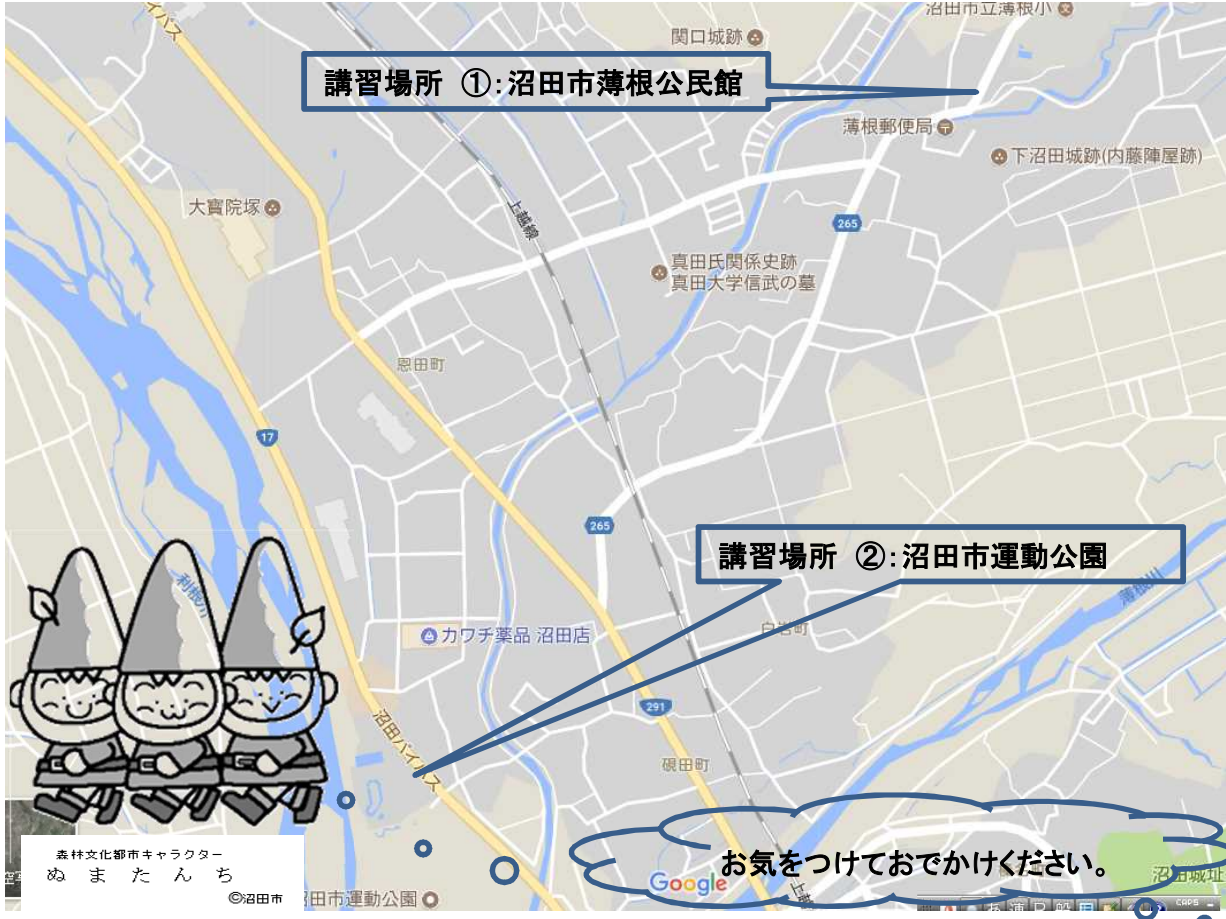 沼田市立薄根小
イパス
関口城跡
講習場所 ①:沼田市薄根公民館
薄根郵便局
下沼田城跡(内藤陣屋跡)
大寶院塚
上越線
265
真田氏関係史跡
真田大学信武の墓
恩田町
17
265
講習場所 ②:沼田市運動公園
利根川
薄根川
カワチ薬品 沼田店
白岩町
沼田バイパス
291
硯田町
お気をつけておでかけください。
森林文化都市キャラクター
ぬまたんち
©沼田市
田市運動公園
Google
上越
沼田城址
CAPS